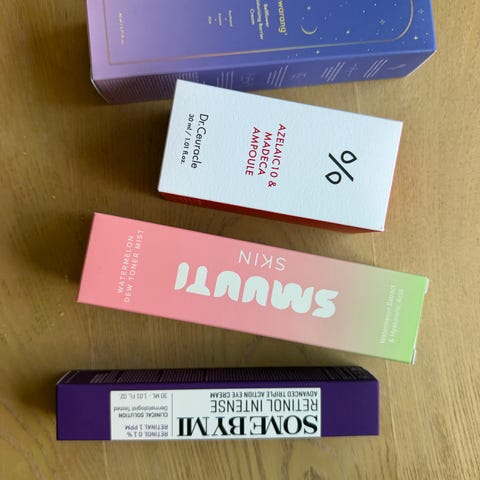 Dr.Ceuracle
30 ml / 1.01 fl.oz.
AZELAIC10 &
MADECA
AMPOULE
%
WATERMELON
DEW TONER MIST
SMUUTI
SKIN
Watermelon Extract
& Hyaluronic Acid
SOME BY MI
RETINOL INTENSE
ADVANCED TRIPLE ACTION EYE CREAM
RETINOL 0.1 %
RETINAL 1 PPM
CLINICAL SOLUTION
Dermatologist Tested
30 ML - 1.01 FL.OZ